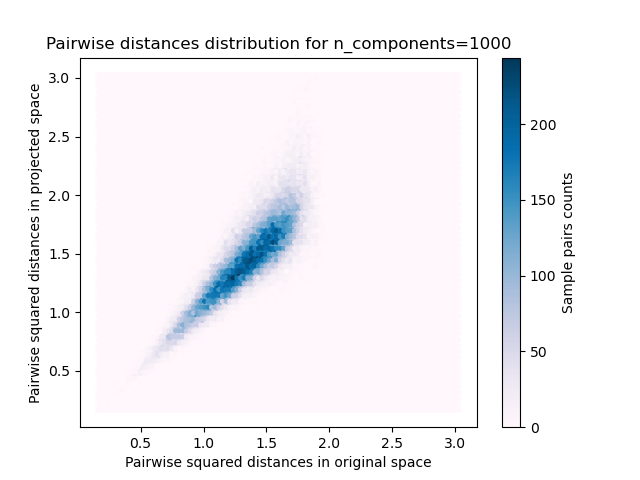 Pairwise distances distribution for n_components=1000
3.0
2.5
2.0
1.5
1.0
0.5
Pairwise squared distances in projected space
0.5 1.0 1.5 2.0 2.5 3.0
Pairwise squared distances in original space
200
150
100
50
0
Sample pairs counts